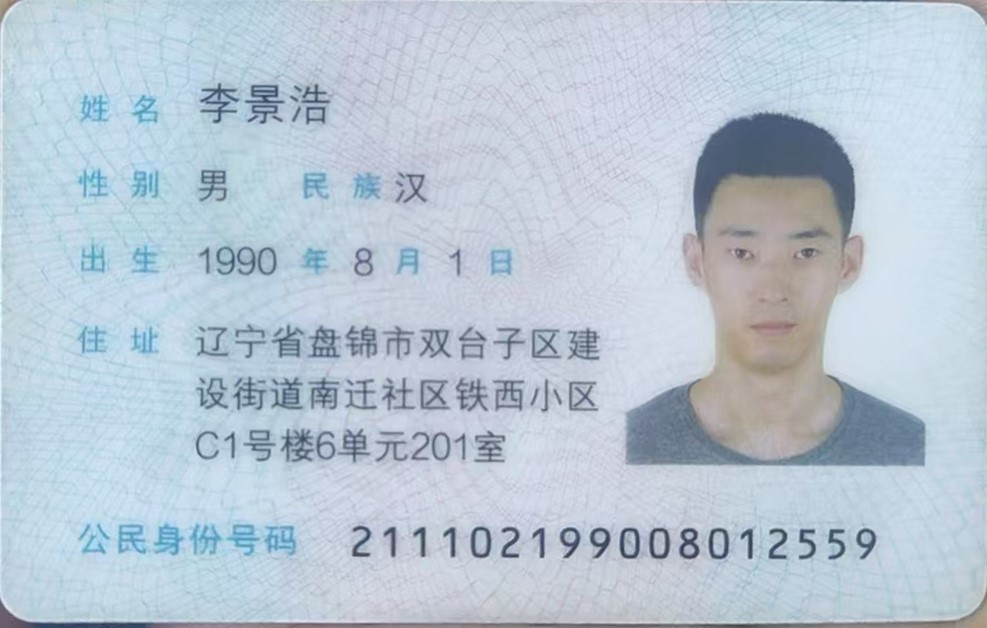 姓名 李景浩
性别 男 民族 汉
出生 1990 年 8 月 1 日
住址 辽宁省盘锦市双台子区建
设街道南迁社区铁西小区
C1号楼6单元201室
公民身份号码 211102199008012559